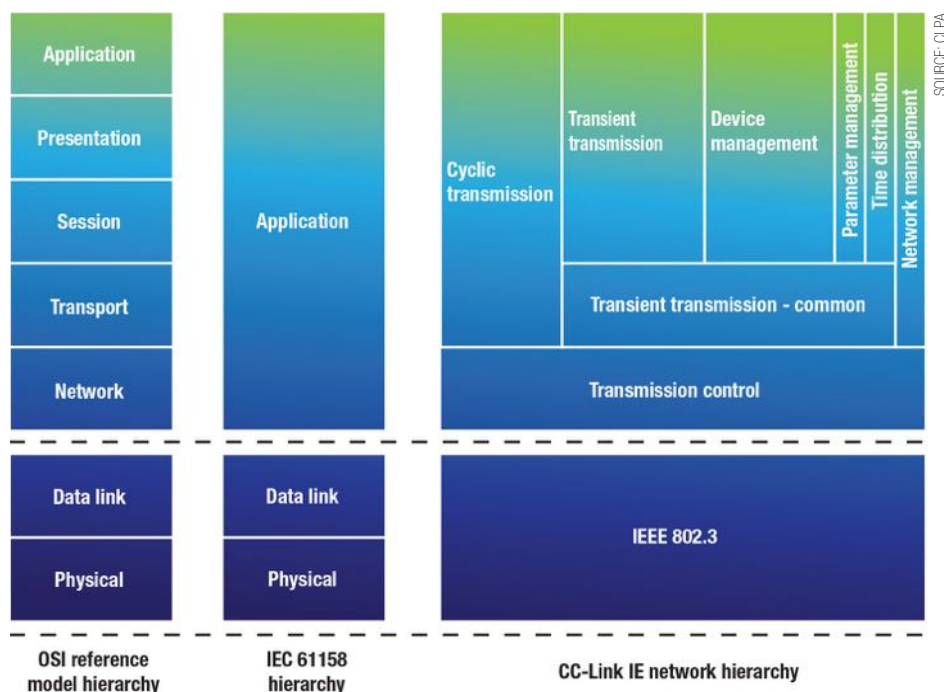 SOURCE: CLPA
Application
Presentation
Session
Transport
Network
Data link
Physical
OSI reference
model hierarchy
Application
Data link
Physical
IEC 61158
hierarchy
Cyclic
transmission
Transient
transmission
Device
management
Parameter management
Time distribution
Network management
Transient transmission - common
Transmission control
IEEE 802.3
CC-Link IE network hierarchy